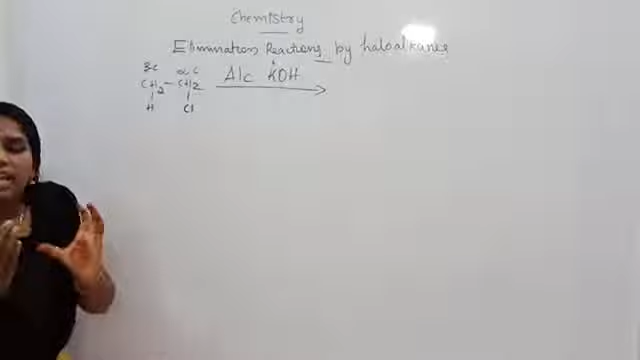 Chemistry
Elimination Reactions by haloalkanes
βC αC
CH2 - CH2 Alc KOH
H Cl